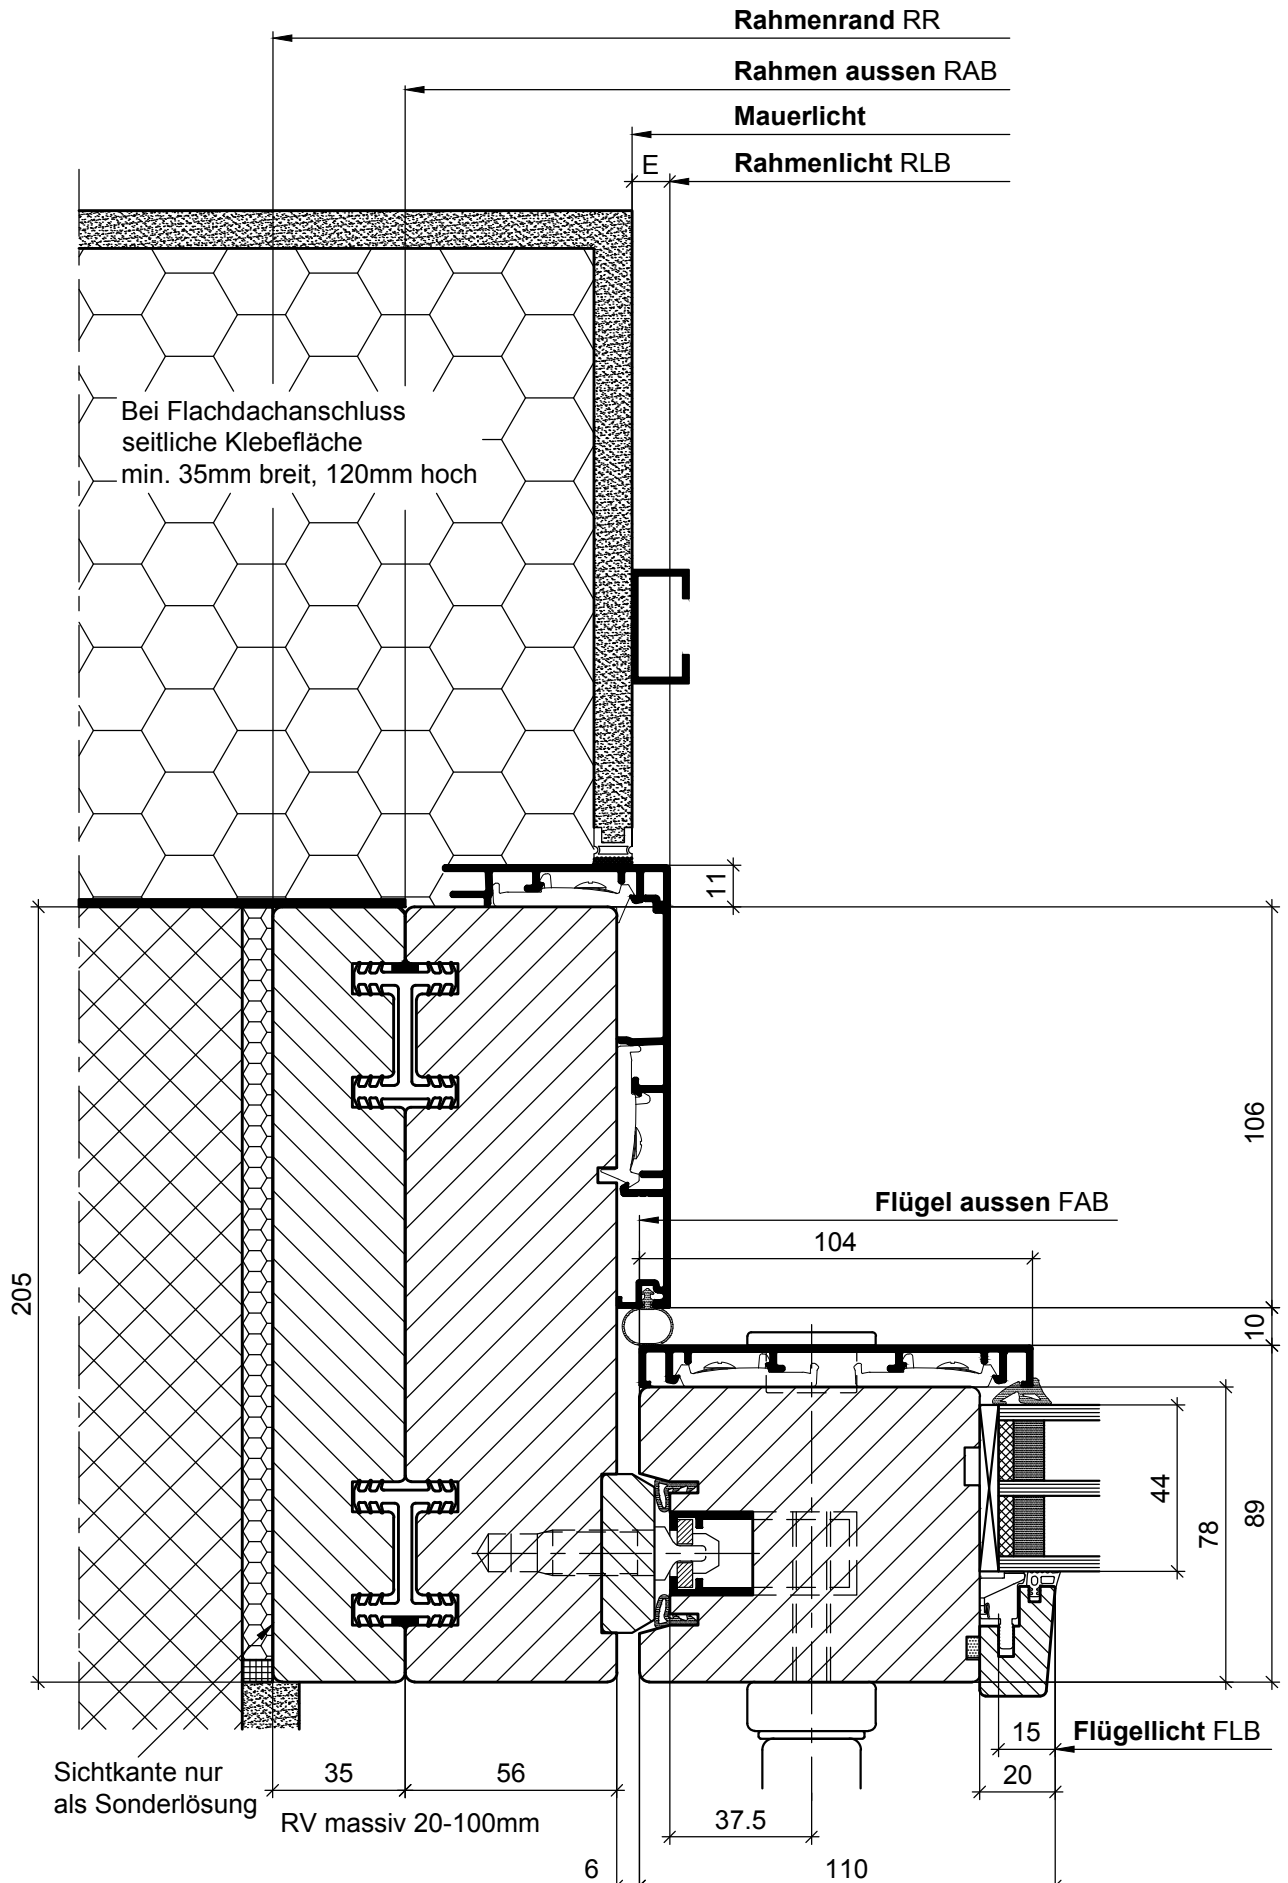 Rahmenrand RR
Rahmen aussen RAB
Mauerlicht
E
Rahmenlicht RLB
Bei Flachdachanschluss
seitliche Klebefläche
min. 35mm breit, 120mm hoch
11
106
Flügel aussen FAB
104
205
10
44
78
89
15
Flügellicht FLB
20
Sichtkante nur
als Sonderlösung
35
56
RV massiv 20-100mm
37.5
6
110